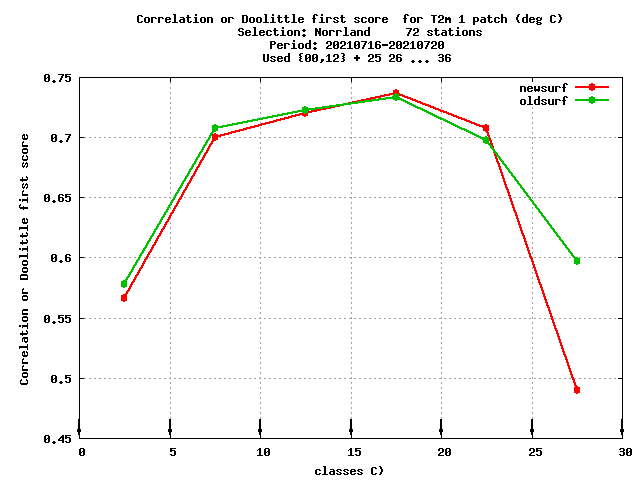 Correlation or Doolittle first score  for T2m 1 patch (deg C)
Selection: Norrland     72 stations
Period: 20210716-20210720
Used {00,12} + 25 26 ... 36
newsurf
oldsurf
0.75
0.7
0.65
0.6
0.55
0.5
0.45
Correlation or Doolittle first score
0 5 10 15 20 25 30
classes C)